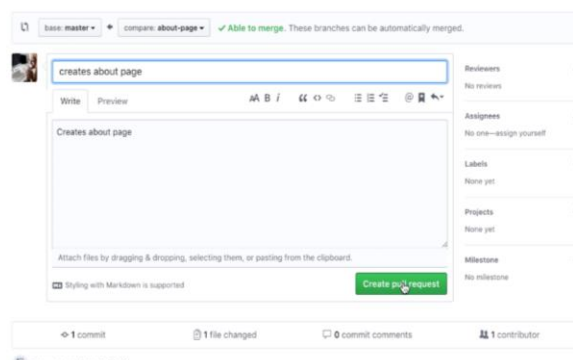 base: master compare: about-page Able to merge. These branches can be automatically merged.
creates about page
Write Preview AA B i
Creates about page
Attach files by dragging & dropping, selecting them, or pasting from the clipboard.
Styling with Markdown is supported
Create pull request
Reviewers
No reviews
Assignees
No one—assign yourself
Labels
None yet
Projects
None yet
Milestone
No milestone
1 commit 1 file changed 0 commit comments 1 contributor